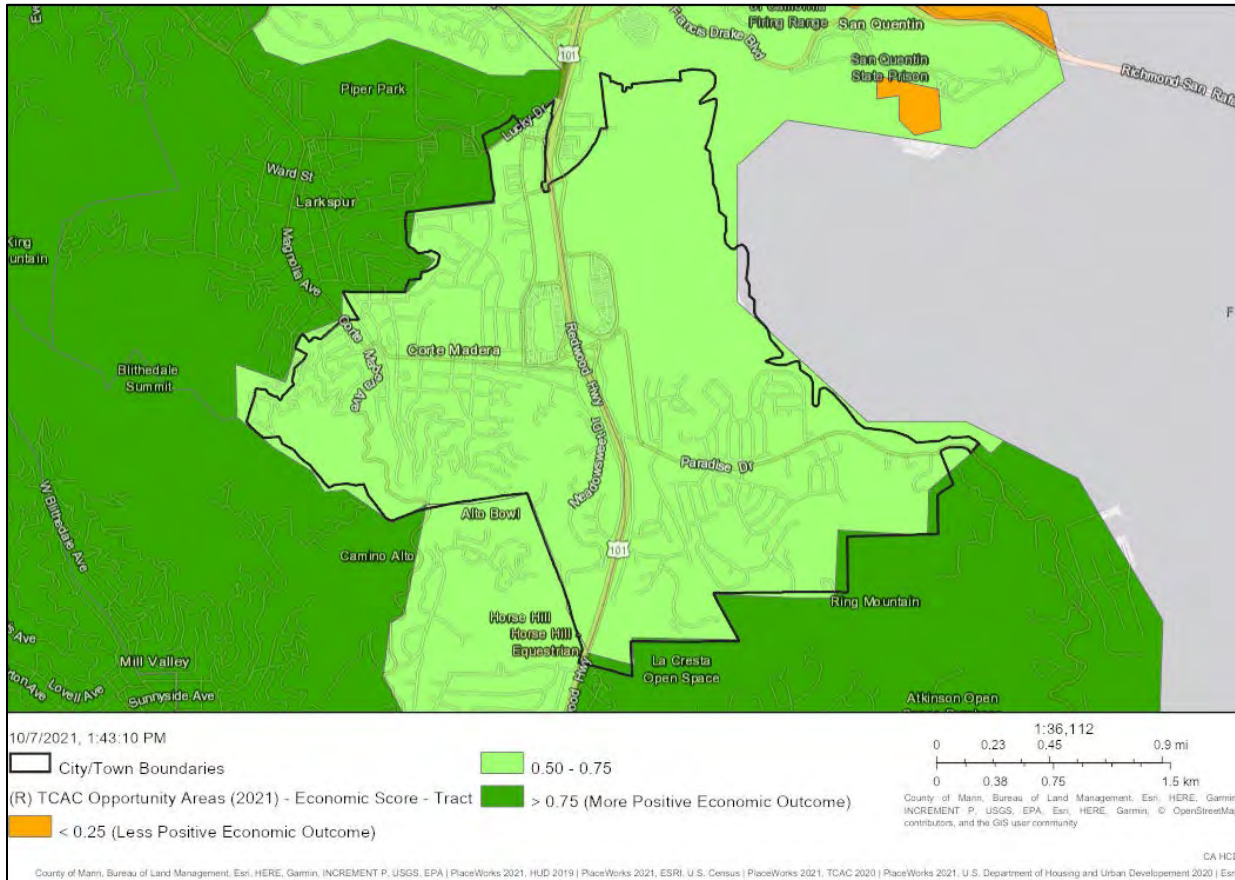 Firing Range
San Quentin
Francis Drake Blvd
San Quentin
State Prison
Richmond-San Rafa
101
Piper Park
Lucky Dr
Ward St
Larkspur
King
Magnolia Ave
Corte Madera
Corte Madera Ave
Redwood Hwy
Blithedale
Summit
Paradise Dr
W Blithedale Ave
Alto Bowl
Camino Alto
101
Ring Mountain
Horse Hill
Horse Hill -
Equestrian
La Cresta
Open Space
Mill Valley
Lovell Ave
Sunnyside Ave
Atkinson Open
10/7/2021, 1:43:10 PM
City/Town Boundaries
(R) TCAC Opportunity Areas (2021) - Economic Score - Tract
< 0.25 (Less Positive Economic Outcome)
0.50 - 0.75
> 0.75 (More Positive Economic Outcome)
1:36,112
0 0.23 0.45 0.9 mi
0 0.38 0.75 1.5 km
County of Marin, Bureau of Land Management, Esri, HERE, Garmin,
INCREMENT P, USGS, EPA, Esri, HERE, Garmin, © OpenStreetMap
contributors, and the GIS user community
CA HCD
County of Marin, Bureau of Land Management, Esri, HERE, Garmin, INCREMENT P, USGS, EPA | PlaceWorks 2021, HUD 2019 | PlaceWorks 2021, ESRI, U.S. Census | PlaceWorks 2021, TCAC 2020 | PlaceWorks 2021, U.S. Department of Housing and Urban Developement 2020 | Esri